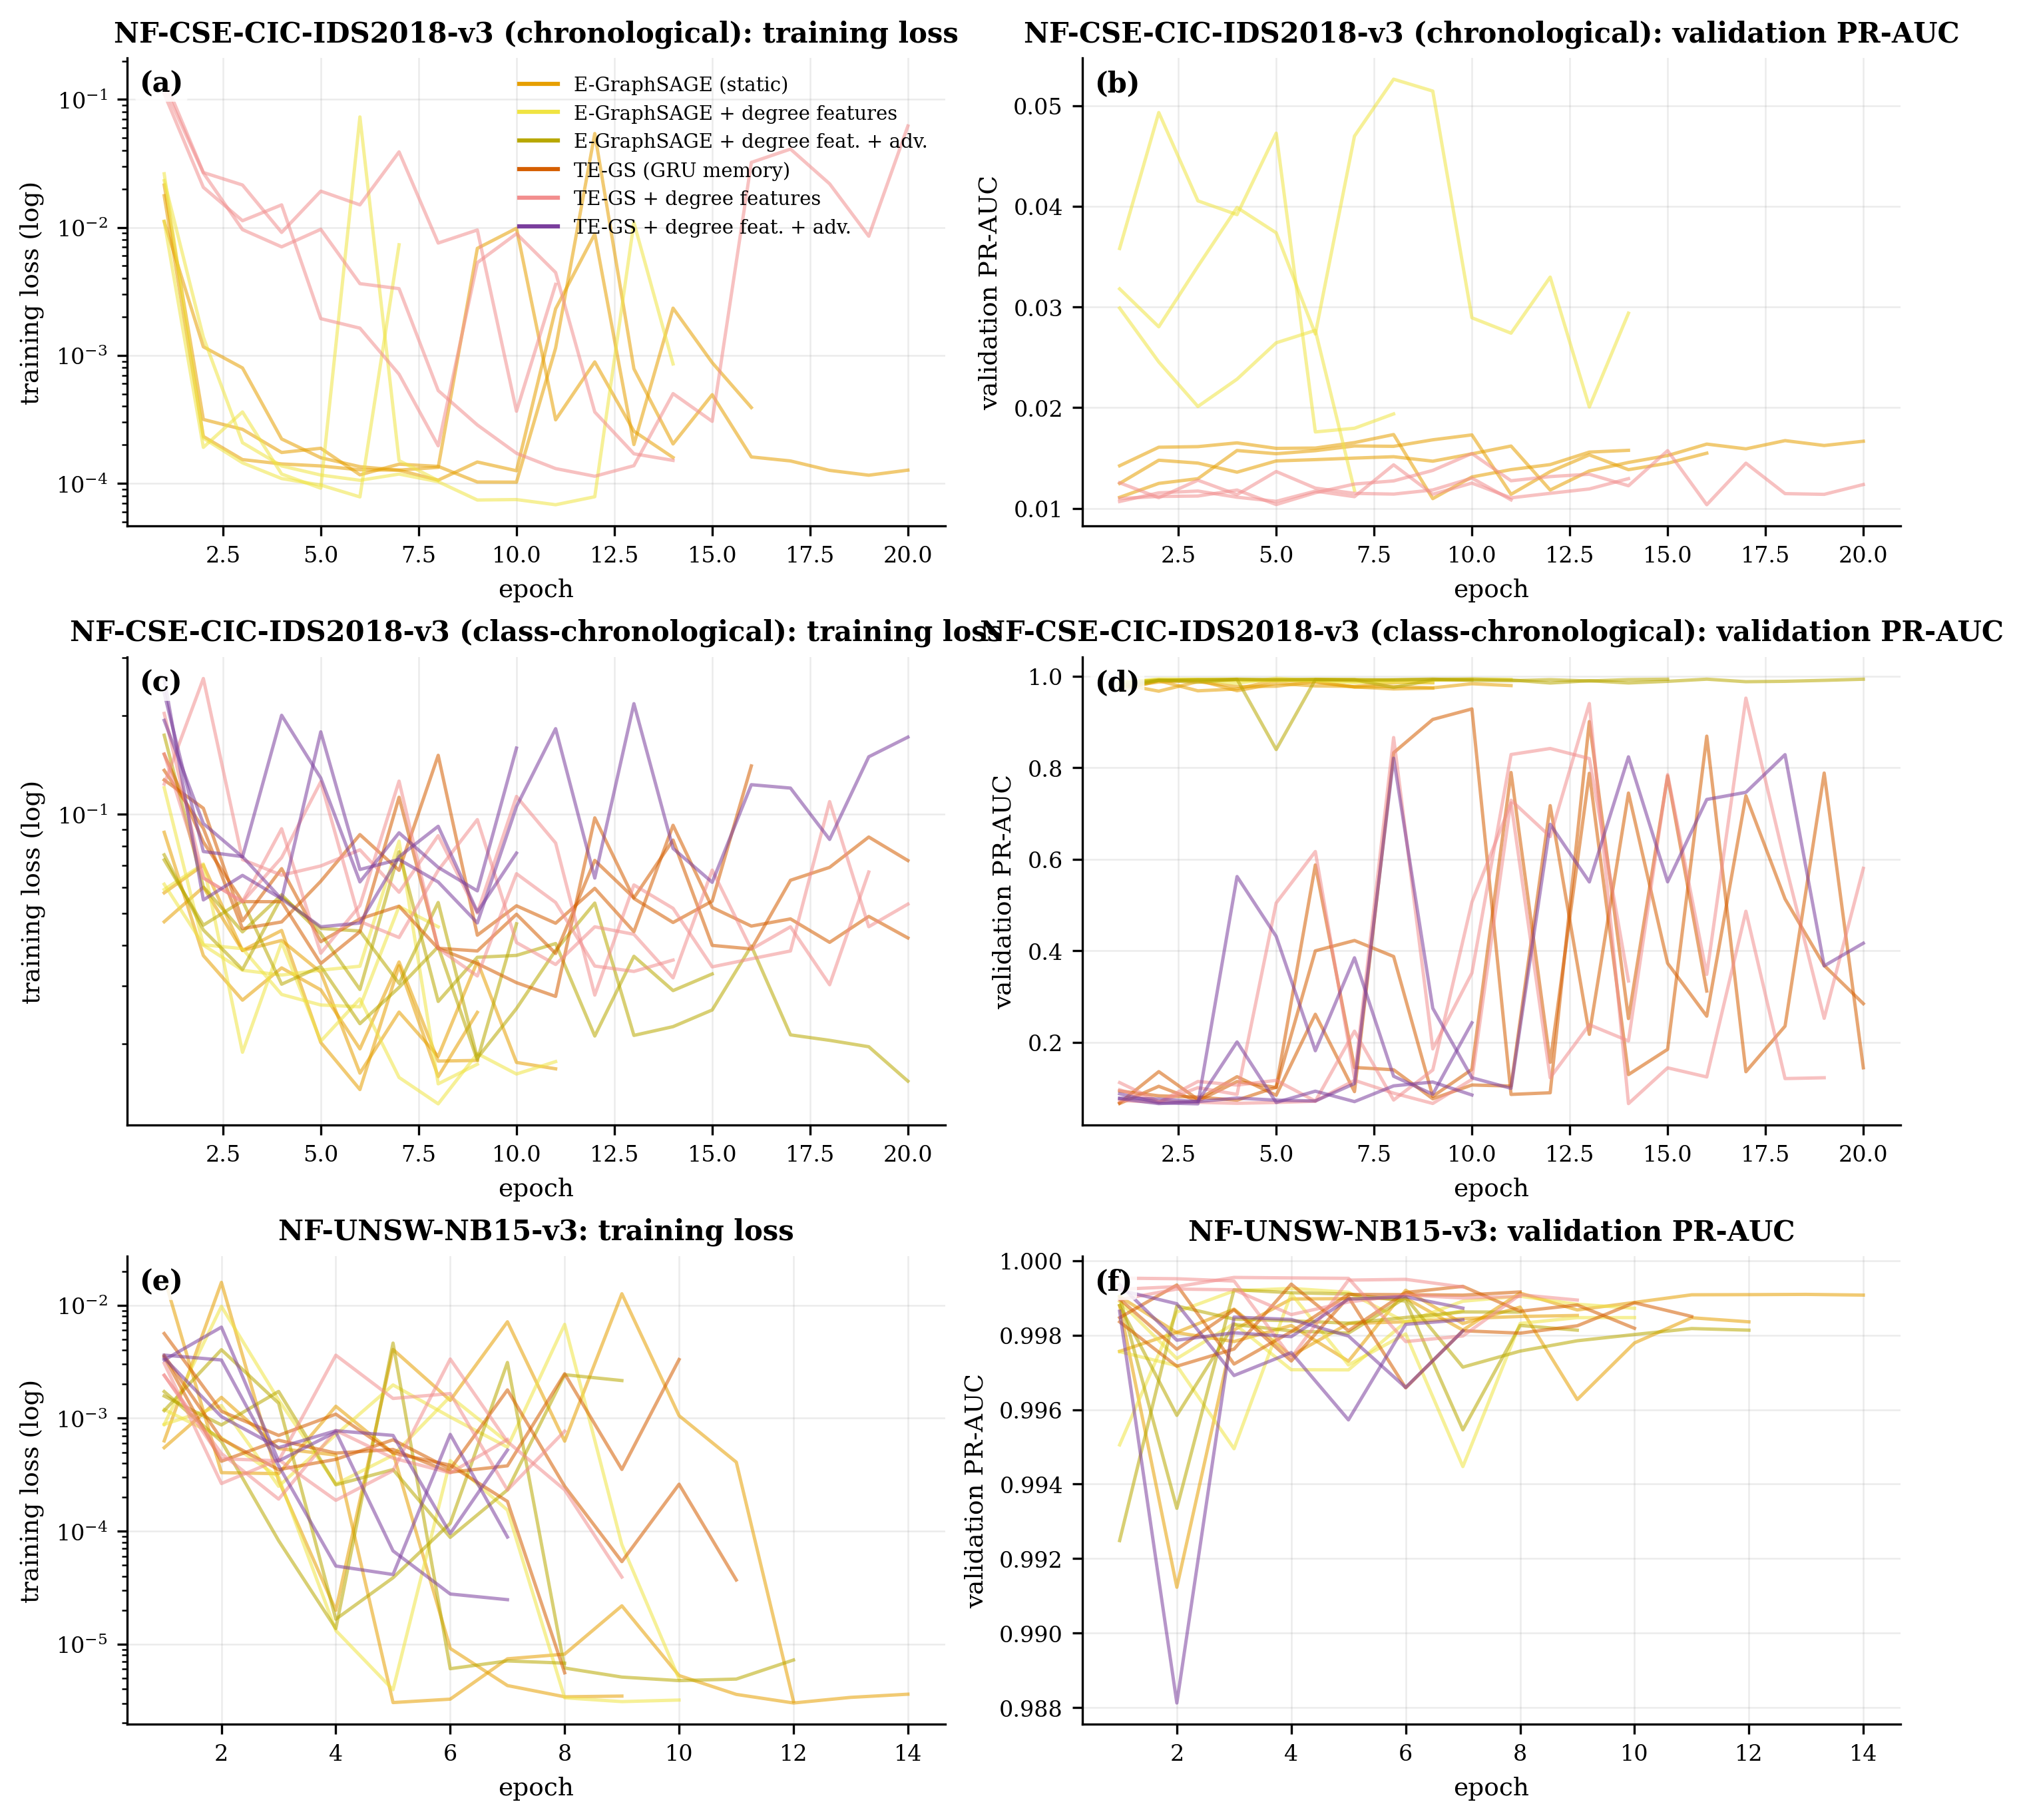 NF-CSE-CIC-IDS2018-v3 (chronological): training loss
(a)
E-GraphSAGE (static)
E-GraphSAGE + degree features
E-GraphSAGE + degree feat. + adv.
TE-GS (GRU memory)
TE-GS + degree features
TE-GS + degree feat. + adv.
training loss (log)
10⁻¹
10⁻²
10⁻³
10⁻⁴
2.5 5.0 7.5 10.0 12.5 15.0 17.5 20.0
epoch
NF-CSE-CIC-IDS2018-v3 (chronological): validation PR-AUC
(b)
validation PR-AUC
0.05
0.04
0.03
0.02
0.01
2.5 5.0 7.5 10.0 12.5 15.0 17.5 20.0
epoch
NF-CSE-CIC-IDS2018-v3 (class-chronological): training loss
(c)
training loss (log)
10⁻¹
2.5 5.0 7.5 10.0 12.5 15.0 17.5 20.0
epoch
NF-CSE-CIC-IDS2018-v3 (class-chronological): validation PR-AUC
(d)
validation PR-AUC
1.0
0.8
0.6
0.4
0.2
2.5 5.0 7.5 10.0 12.5 15.0 17.5 20.0
epoch
NF-UNSW-NB15-v3: training loss
(e)
training loss (log)
10⁻²
10⁻³
10⁻⁴
10⁻⁵
2 4 6 8 10 12 14
epoch
NF-UNSW-NB15-v3: validation PR-AUC
(f)
validation PR-AUC
1.000
0.998
0.996
0.994
0.992
0.990
0.988
2 4 6 8 10 12 14
epoch